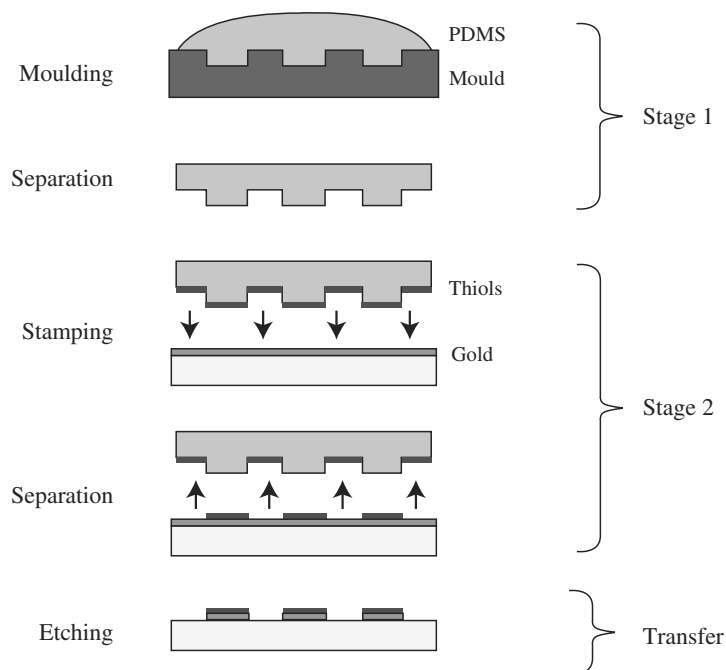 PDMS
Moulding
Mould
Stage 1
Separation
Thiols
Stamping
Gold
Stage 2
Separation
Etching
Transfer